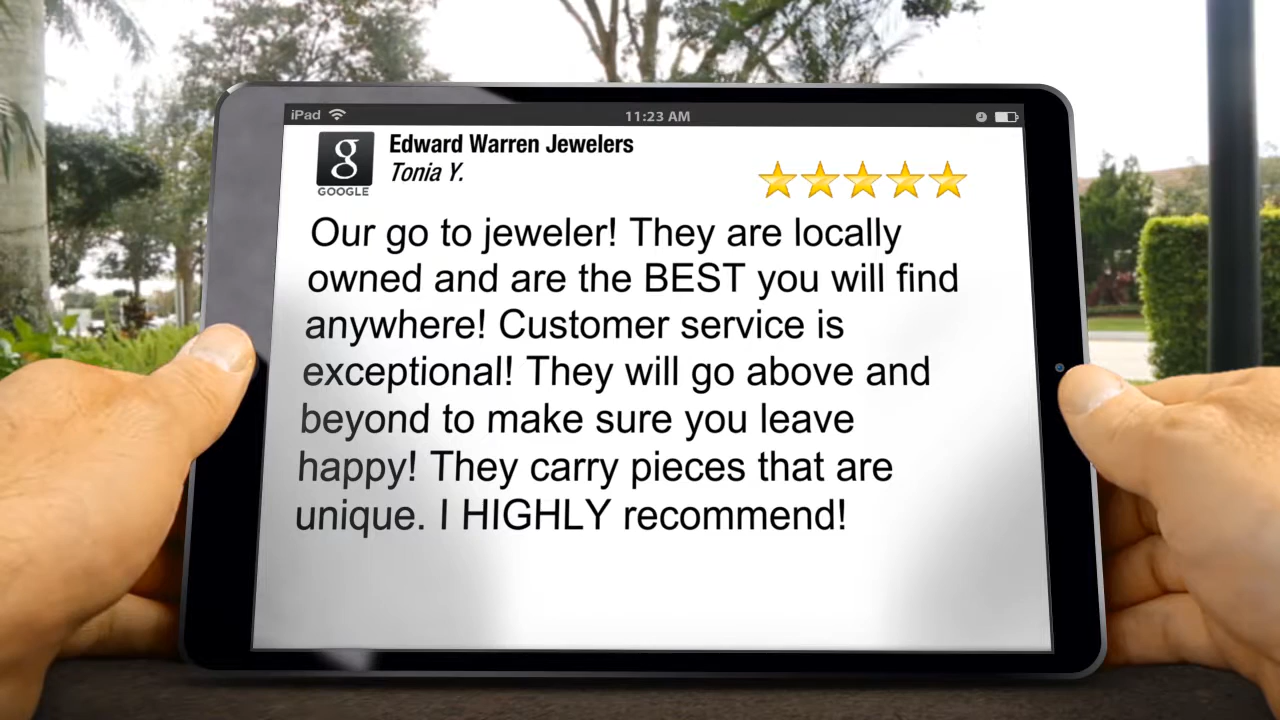 iPad 11:23 AM
g
GOOGLE
Edward Warren Jewelers
Tonia Y.
Our go to jeweler! They are locally
owned and are the BEST you will find
anywhere! Customer service is
exceptional! They will go above and
beyond to make sure you leave
happy! They carry pieces that are
unique. I HIGHLY recommend!